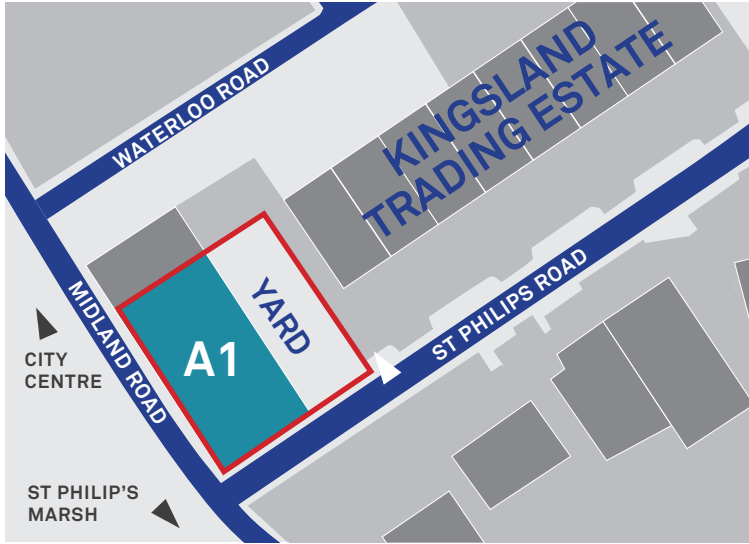 KINGSLAND
TRADING ESTATE
WATERLOO ROAD
MIDLAND ROAD
YARD
A1
ST PHILIPS ROAD
CITY
CENTRE
ST PHILIP'S
MARSH